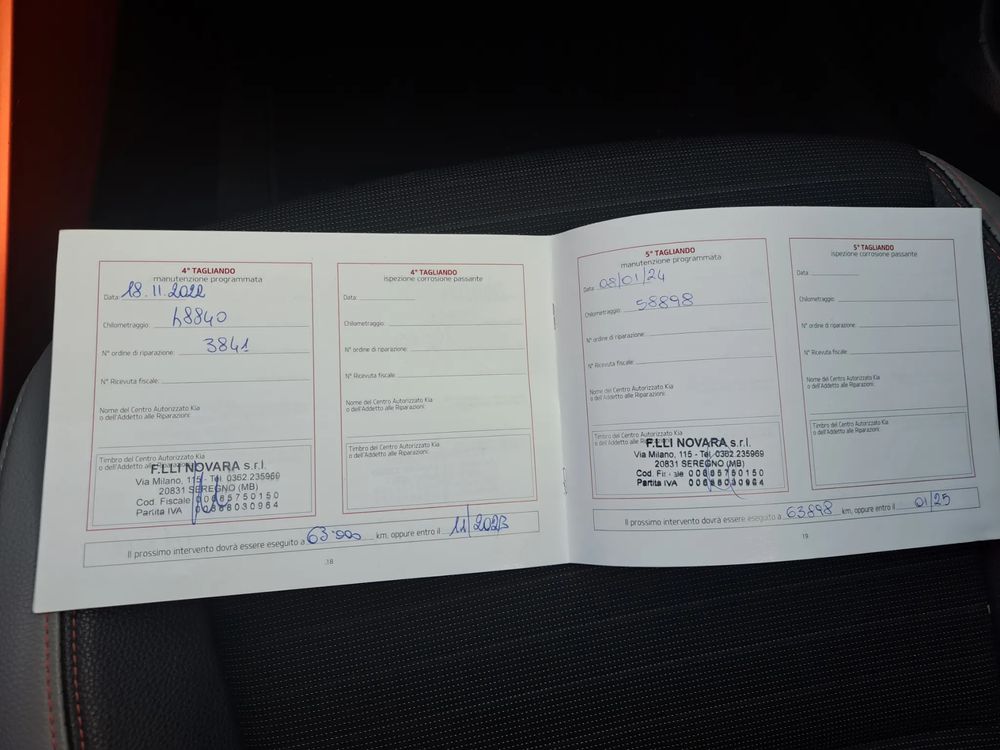 4° TAGLIANDO
manutenzione programmata
Data: 18.11.2022
Chilometraggio: 48840
N° ordine di riparazione: 3841
N° Ricevuta fiscale:
Nome del Centro Autorizzato Kia
o dell'Addetto alle Riparazioni:
Timbro del Centro Autorizzato Kia
o dell'Addetto alle
F.LLI NOVARA s.r.l.
Via Milano, 115 - Tel. 0362.235969
20831 SEREGNO (MB)
Cod. Fiscale 00685750150
Partita IVA 00688030964
4° TAGLIANDO
ispezione corrosione passante
Data:
Chilometraggio:
N° ordine di riparazione:
N° Ricevuta fiscale:
Nome del Centro Autorizzato Kia
o dell'Addetto alle Riparazioni:
Timbro del Centro Autorizzato Kia
o dell'Addetto alle Riparazioni:
Il prossimo intervento dovrà essere eseguito a 63.000 km, oppure entro il 11/2023
18
5° TAGLIANDO
manutenzione programmata
Data: 08/01/24
Chilometraggio: 58898
N° ordine di riparazione:
N° Ricevuta fiscale:
Nome del Centro Autorizzato Kia
o dell'Addetto alle Riparazioni:
Timbro del Centro Autorizzato Kia
o dell'Addetto alle
F.LLI NOVARA s.r.l.
Via Milano, 115 - Tel. 0362.235969
20831 SEREGNO (MB)
Cod. 00685750150
Partita IVA 00688030964
5° TAGLIANDO
ispezione corrosione passante
Data:
Chilometraggio:
N° ordine di riparazione:
N° Ricevuta fiscale:
Nome del Centro Autorizzato Kia
o dell'Addetto alle Riparazioni:
Timbro del Centro Autorizzato Kia
o dell'Addetto alle Riparazioni:
Il prossimo intervento dovrà essere eseguito a 63898 km, oppure entro il 01/25
19